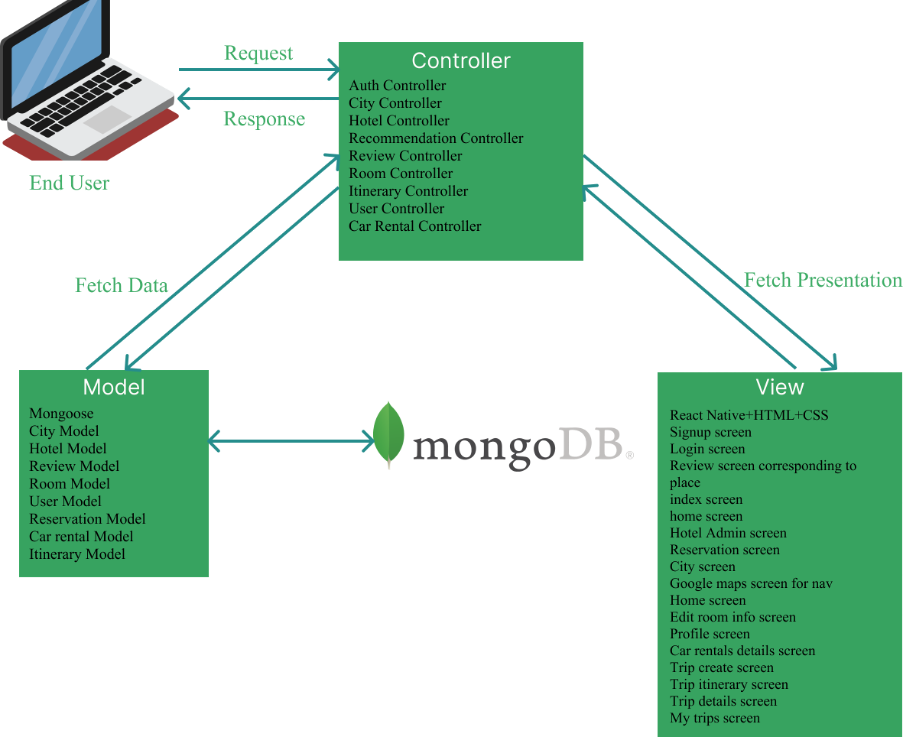 Request
Response
End User
Controller
Auth Controller
City Controller
Hotel Controller
Recommendation Controller
Review Controller
Room Controller
Itinerary Controller
User Controller
Car Rental Controller
Fetch Data
Fetch Presentation
Model
Mongoose
City Model
Hotel Model
Review Model
Room Model
User Model
Reservation Model
Car rental Model
Itinerary Model
mongoDB®
View
React Native+HTML+CSS
Signup screen
Login screen
Review screen corresponding to
place
index screen
home screen
Hotel Admin screen
Reservation screen
City screen
Google maps screen for nav
Home screen
Edit room info screen
Profile screen
Car rentals details screen
Trip create screen
Trip itinerary screen
Trip details screen
My trips screen